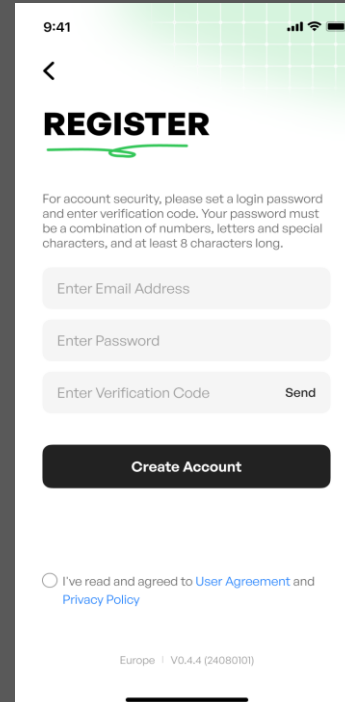 9:41
REGISTER
For account security, please set a login password
and enter verification code. Your password must
be a combination of numbers, letters and special
characters, and at least 8 characters long.
Enter Email Address
Enter Password
Enter Verification Code Send
Create Account
I've read and agreed to User Agreement and
Privacy Policy
Europe | V0.4.4 (24080101)